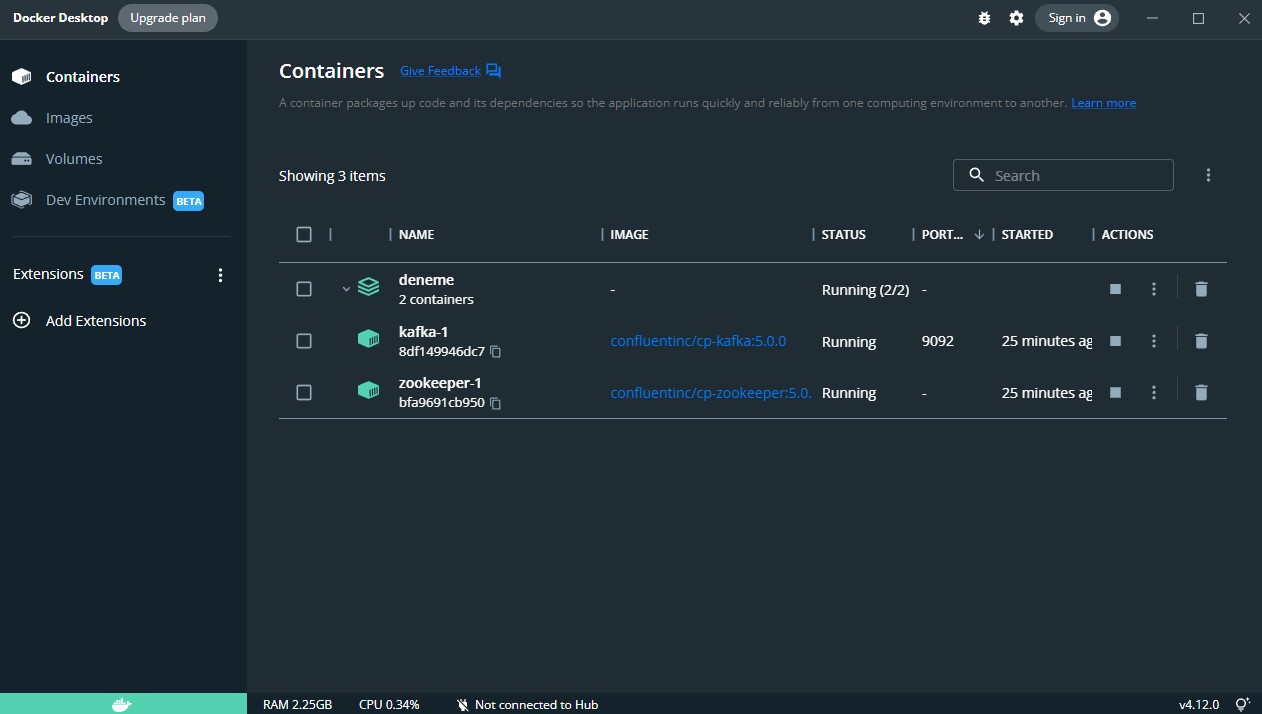 Docker Desktop Upgrade plan Sign in
Containers
Images
Volumes
Dev Environments BETA
Extensions BETA
Add Extensions
Containers Give Feedback
A container packages up code and its dependencies so the application runs quickly and reliably from one computing environment to another. Learn more
Showing 3 items Search
NAME IMAGE STATUS PORT... STARTED ACTIONS
deneme
2 containers - Running (2/2) -
kafka-1
8df149946dc7 confluentinc/cp-kafka:5.0.0 Running 9092 25 minutes ag
zookeeper-1
bfa9691cb950 confluentinc/cp-zookeeper:5.0. Running - 25 minutes ag
RAM 2.25GB CPU 0.34% Not connected to Hub v4.12.0